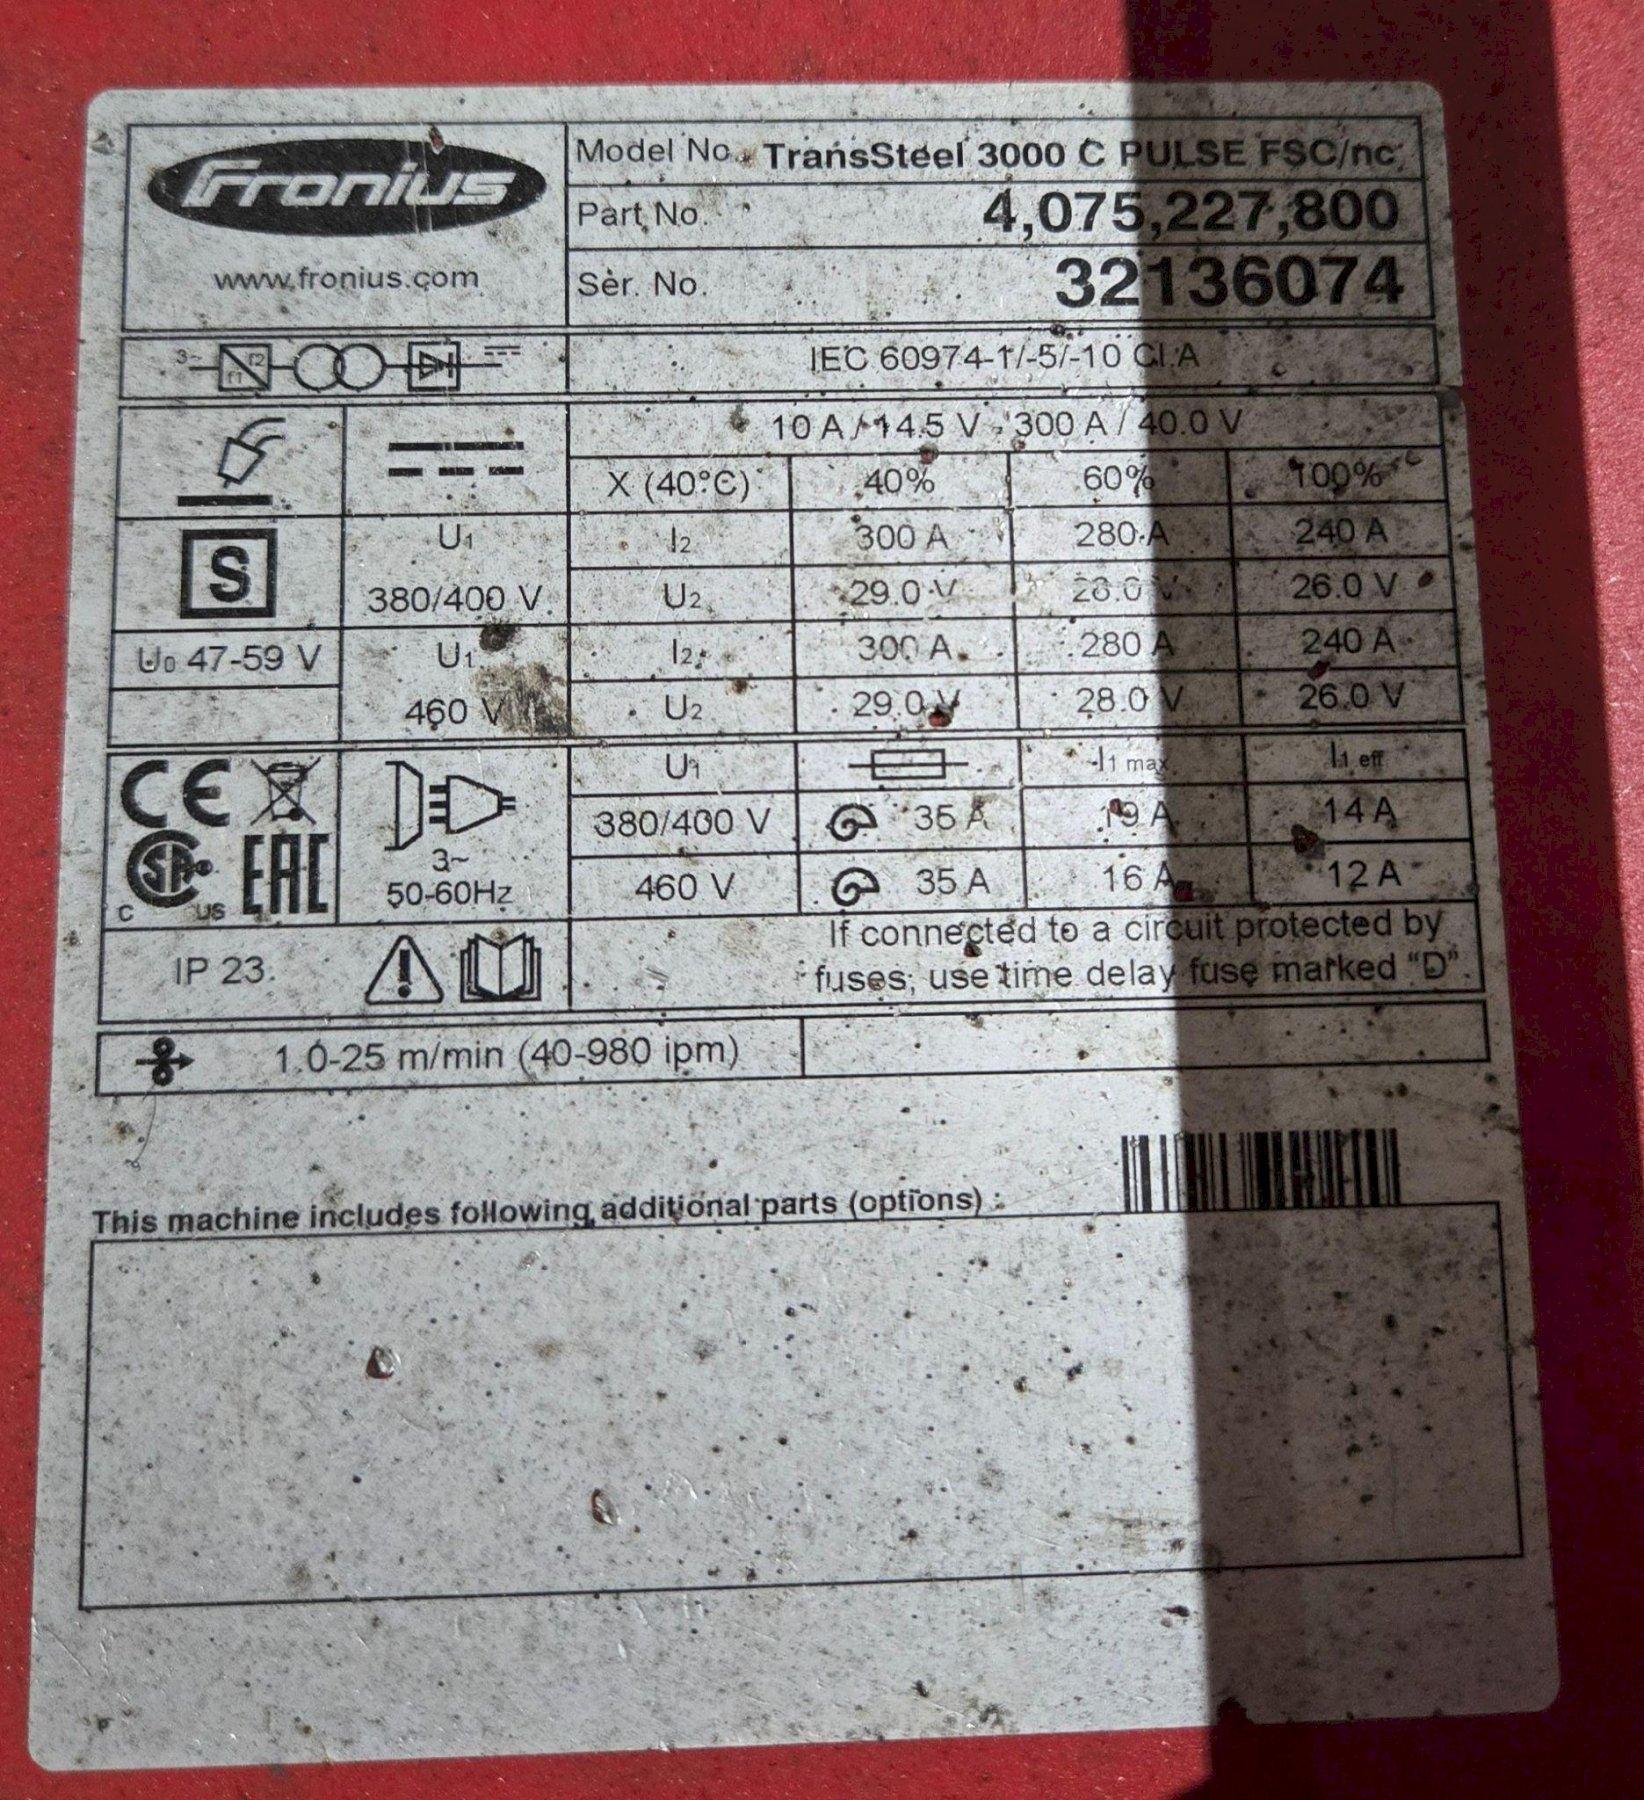 Fronius
www.fronius.com
Model No. TransSteel 3000 C PULSE FSC/nc
Part No. 4,075,227,800
Ser. No. 32136074
3~ f1 f2
IEC 60974-1/-5/-10 Cl.A
10 A / 14.5 V - 300 A / 40.0 V
X (40°C) 40% 60% 100%
S
U1 380/400 V I2 300 A 280 A 240 A
U2 29.0 V 28.0 V 26.0 V
U0 47-59 V
U1 460 V I2 300 A 280 A 240 A
U2 29.0 V 28.0 V 26.0 V
CE
U1 I1 max I1 eff
380/400 V 35 A 19 A 14 A
3~
50-60Hz
460 V 35 A 16 A 12 A
C SA US EAC
IP 23
If connected to a circuit protected by
fuses, use time delay fuse marked "D".
1.0-25 m/min (40-980 ipm)
This machine includes following additional parts (options) :